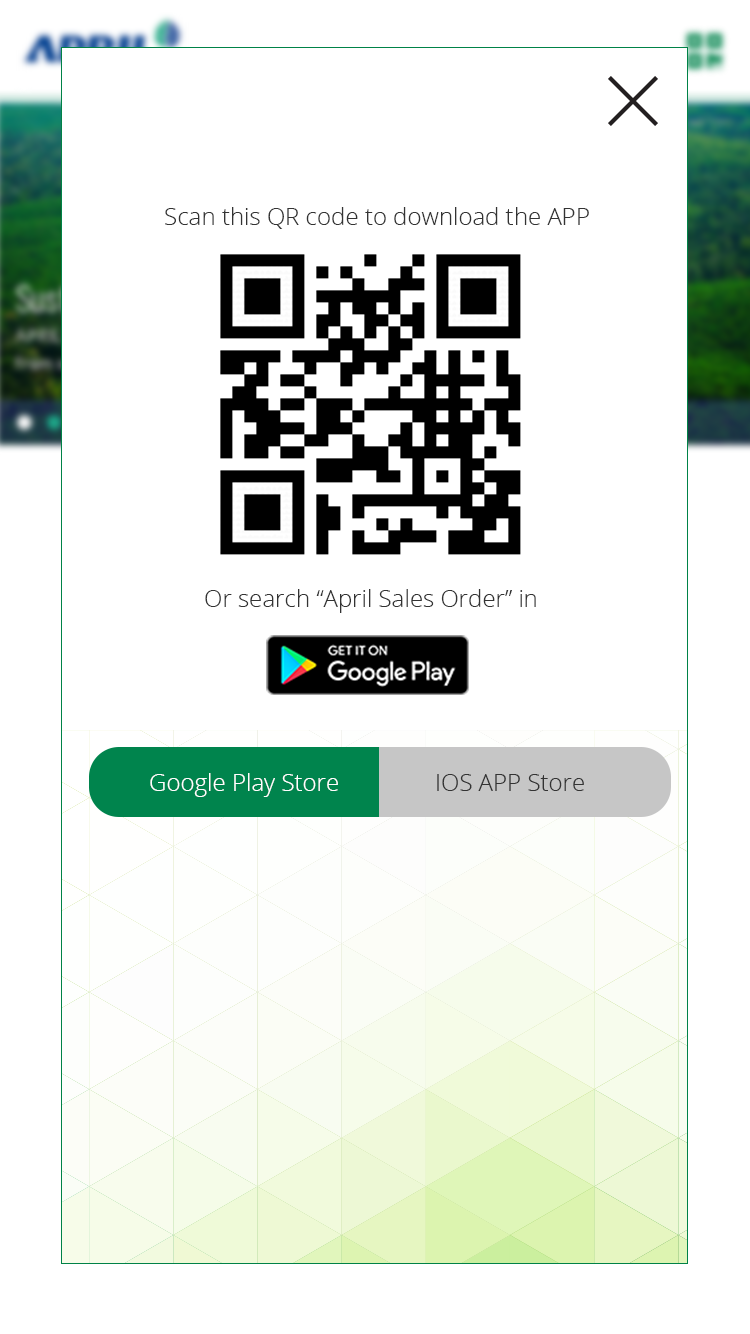 APRIL
Scan this QR code to download the APP
Or search “April Sales Order” in
GET IT ON
Google Play
Google Play Store
IOS APP Store